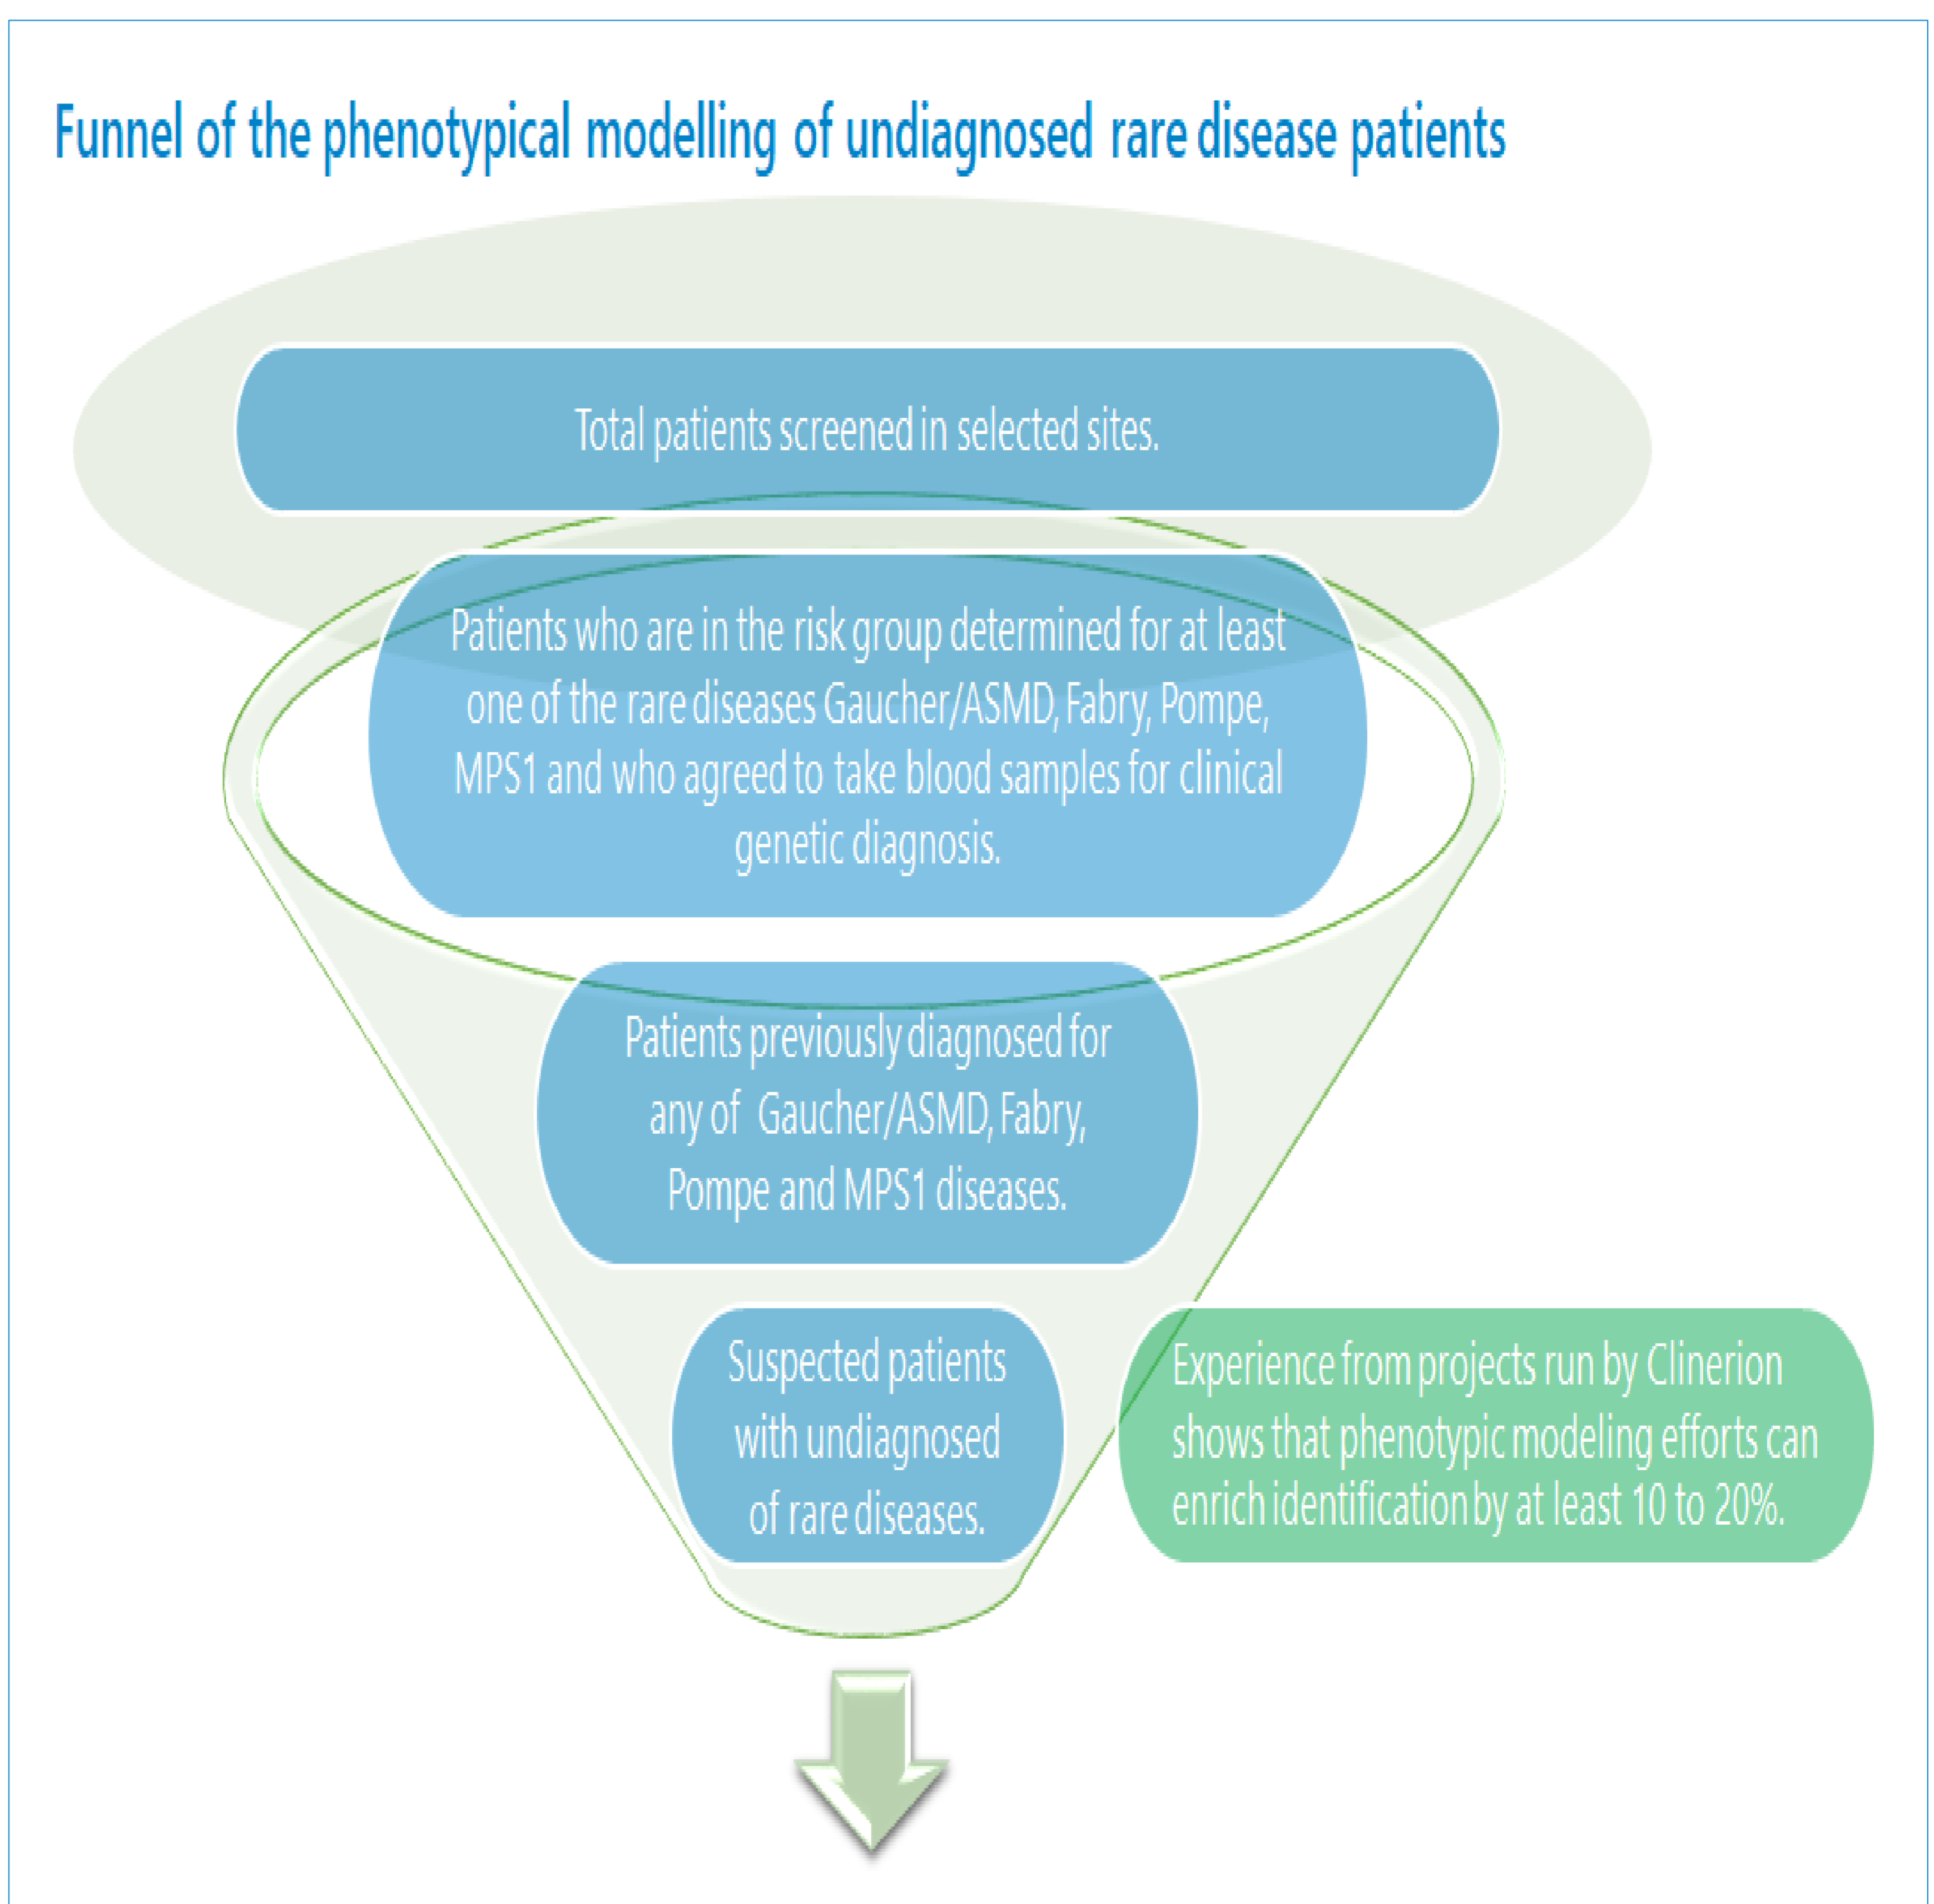 Funnel of the phenotypical modelling of undiagnosed rare disease patients
Total patients screened in selected sites.
Patients who are in the risk group determined for at least
one of the rare diseases Gaucher/ASMD, Fabry, Pompe,
MPS1 and who agreed to take blood samples for clinical
genetic diagnosis.
Patients previously diagnosed for
any of Gaucher/ASMD, Fabry,
Pompe and MPS1 diseases.
Suspected patients
with undiagnosed
of rare diseases.
Experience from projects run by Clinerion
shows that phenotypic modeling efforts can
enrich identification by at least 10 to 20%.